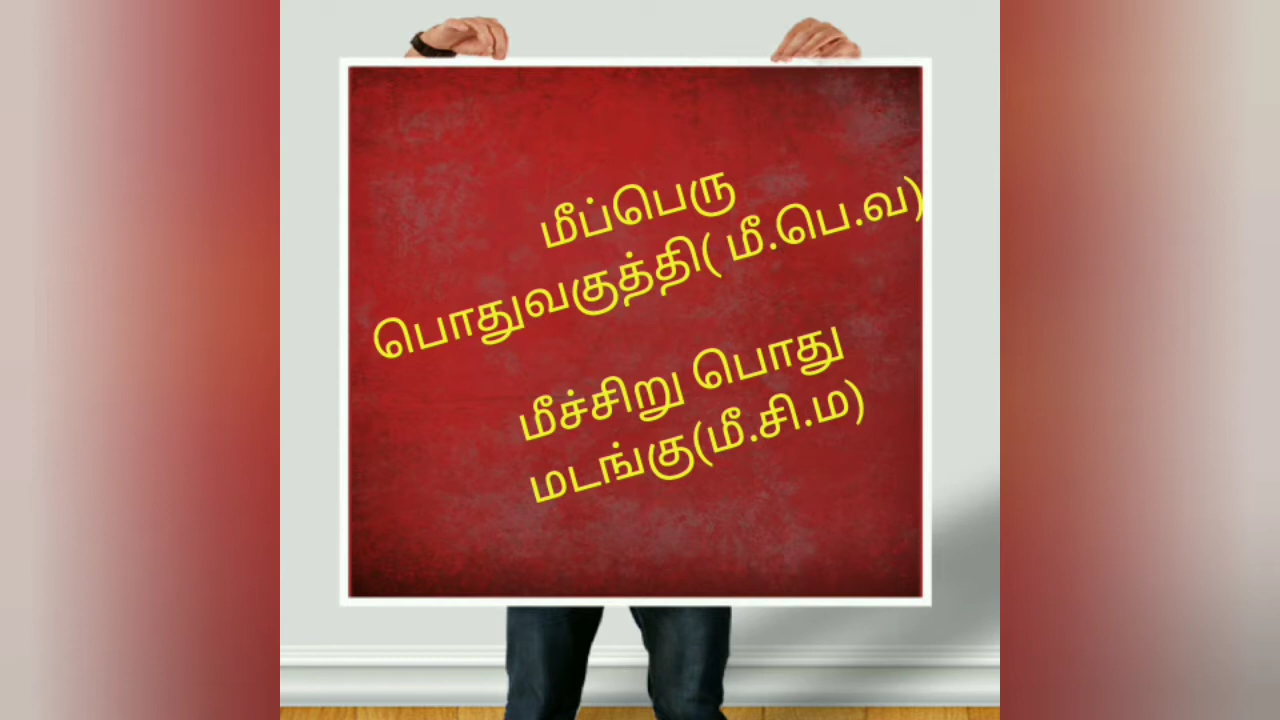 மீப்பெரு
பொதுவகுத்தி( மீ.பெ.வ)
மீச்சிறு பொது
மடங்கு(மீ.சி.ம)